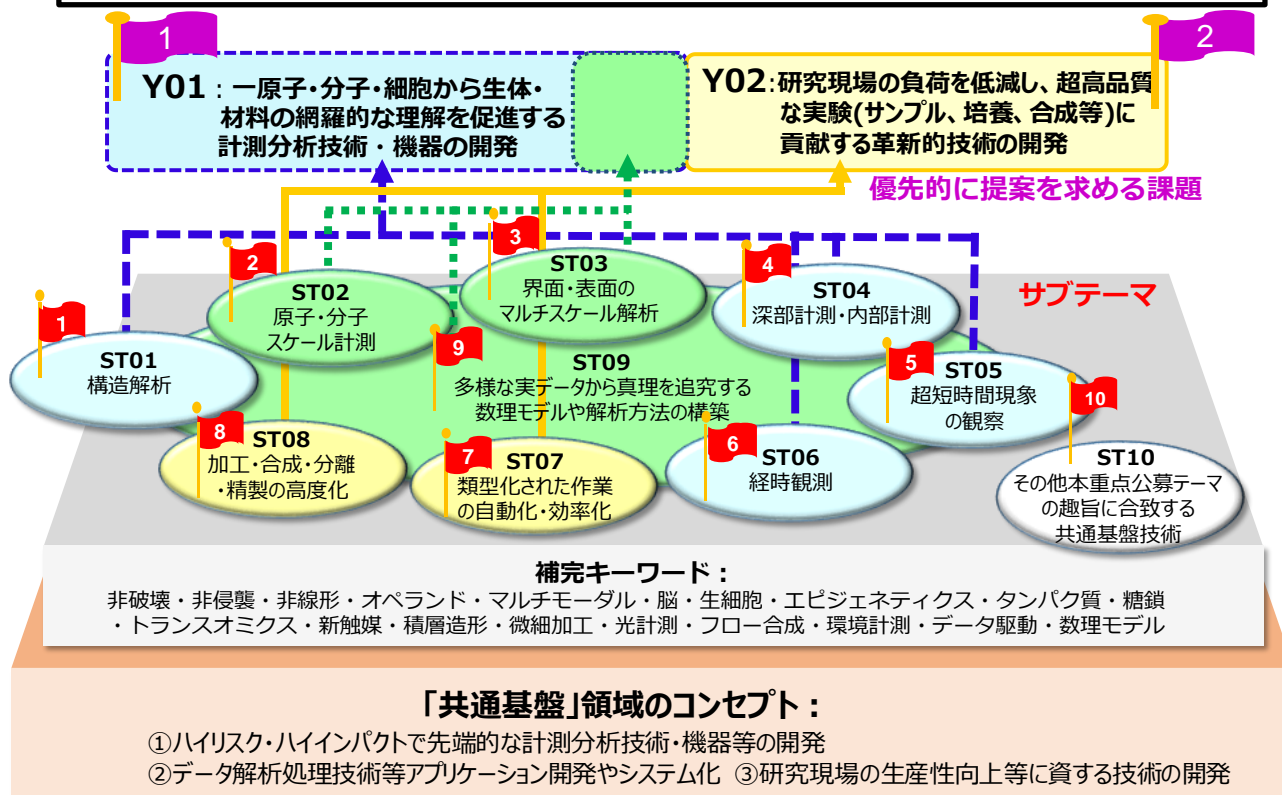 1
2
Y01：一原子・分子・細胞から生体・
材料の網羅的な理解を促進する
計測分析技術・機器の開発
Y02：研究現場の負荷を低減し、超高品質
な実験(サンプル、培養、合成等)に
貢献する革新的技術の開発
優先的に提案を求める課題
サブテーマ
1
ST01
構造解析
2
ST02
原子・分子
スケール計測
3
ST03
界面・表面の
マルチスケール解析
4
ST04
深部計測・内部計測
5
ST05
超短時間現象
の観察
9
ST09
多様な実データから真理を追究する
数理モデルや解析方法の構築
8
ST08
加工・合成・分離
・精製の高度化
7
ST07
類型化された作業
の自動化・効率化
6
ST06
経時観測
10
ST10
その他本重点公募テーマ
の趣旨に合致する
共通基盤技術
補完キーワード：
非破壊・非侵襲・非線形・オペランド・マルチモーダル・脳・生細胞・エピジェネティクス・タンパク質・糖鎖
・トランスオミクス・新触媒・積層造形・微細加工・光計測・フロー合成・環境計測・データ駆動・数理モデル
「共通基盤」領域のコンセプト：
①ハイリスク・ハイインパクトで先端的な計測分析技術・機器等の開発
②データ解析処理技術等アプリケーション開発やシステム化 ③研究現場の生産性向上等に資する技術の開発